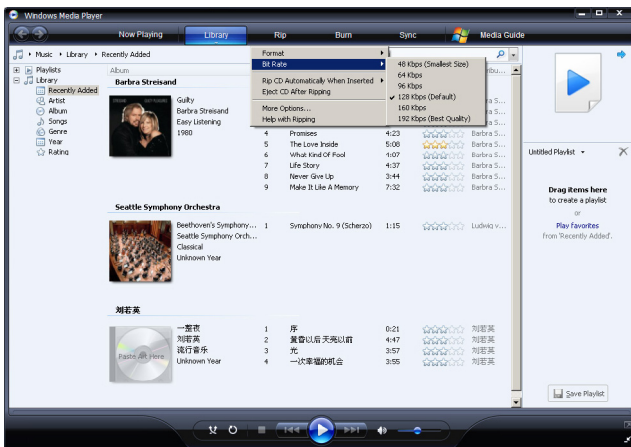 Windows Media Player
Now Playing
Library
Rip
Burn
Sync
Media Guide
Music
Library
Recently Added
Format
Bit Rate
Rip CD Automatically When Inserted
Eject CD After Ripping
More Options...
Help with Ripping
48 Kbps (Smallest Size)
64 Kbps
96 Kbps
128 Kbps (Default)
160 Kbps
192 Kbps (Best Quality)
Playlists
Library
Recently Added
Artist
Album
Songs
Genre
Year
Rating
Album
Barbra Streisand
Guilty
Barbra Streisand
Easy Listening
1980
4 Promises 4:23 Barbra S...
5 The Love Inside 5:08 Barbra S...
6 What Kind Of Fool 4:07 Barbra S...
7 Life Story 4:37 Barbra S...
8 Never Give Up 3:44 Barbra S...
9 Make It Like A Memory 7:32 Barbra S...
Seattle Symphony Orchestra
Beethoven's Symphony... 1 Symphony No. 9 (Scherzo) 1:15 Ludwig v...
Seattle Symphony Orch...
Classical
Unknown Year
刘若英
Paste Art Here
一整夜 1 序 0:21 刘若英
刘若英 2 黄昏以后天亮以前 4:47 刘若英
流行音乐 3 光 3:57 刘若英
Unknown Year 4 一次幸福的机会 3:55 刘若英
Untitled Playlist
Drag items here
to create a playlist
or
Play favorites
from 'Recently Added'.
Save Playlist